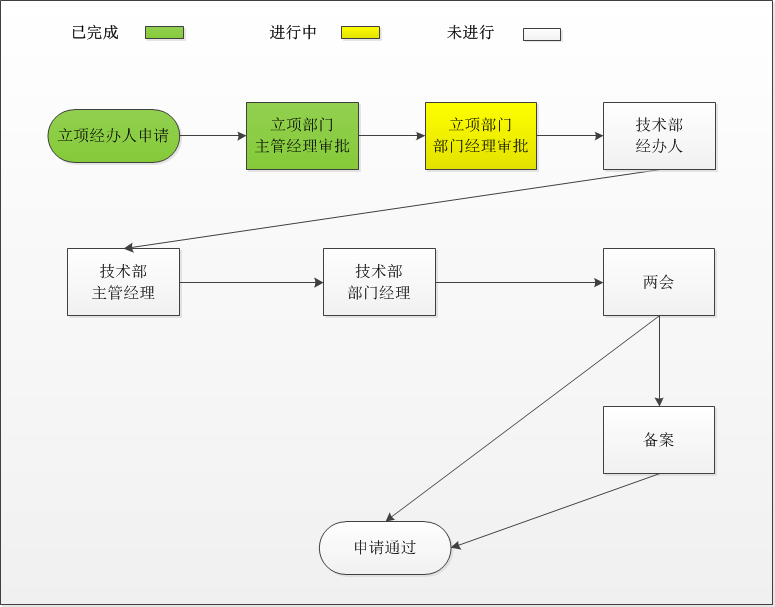 已完成
进行中
未进行
立项经办人申请
立项部门
主管经理审批
立项部门
部门经理审批
技术部
经办人
技术部
主管经理
技术部
部门经理
两会
备案
申请通过